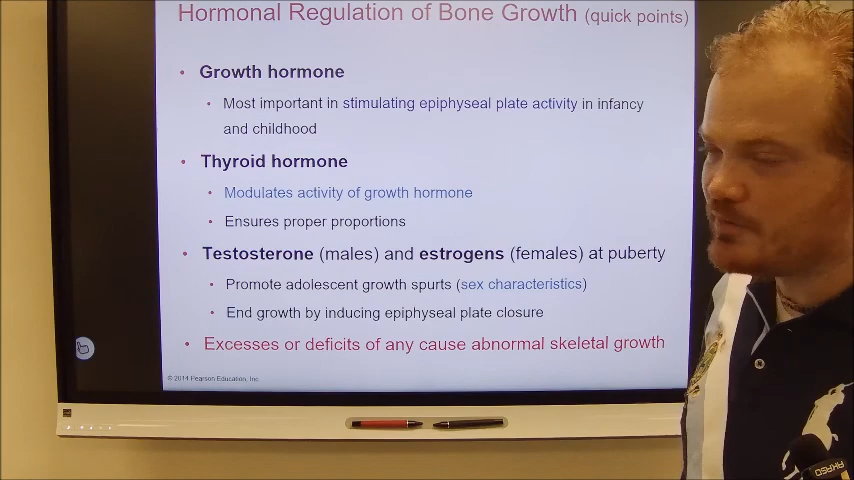 Hormonal Regulation of Bone Growth (quick points)
• Growth hormone
• Most important in stimulating epiphyseal plate activity in infancy
and childhood
• Thyroid hormone
• Modulates activity of growth hormone
• Ensures proper proportions
• Testosterone (males) and estrogens (females) at puberty
• Promote adolescent growth spurts (sex characteristics)
• End growth by inducing epiphyseal plate closure
• Excesses or deficits of any cause abnormal skeletal growth
© 2014 Pearson Education, Inc.